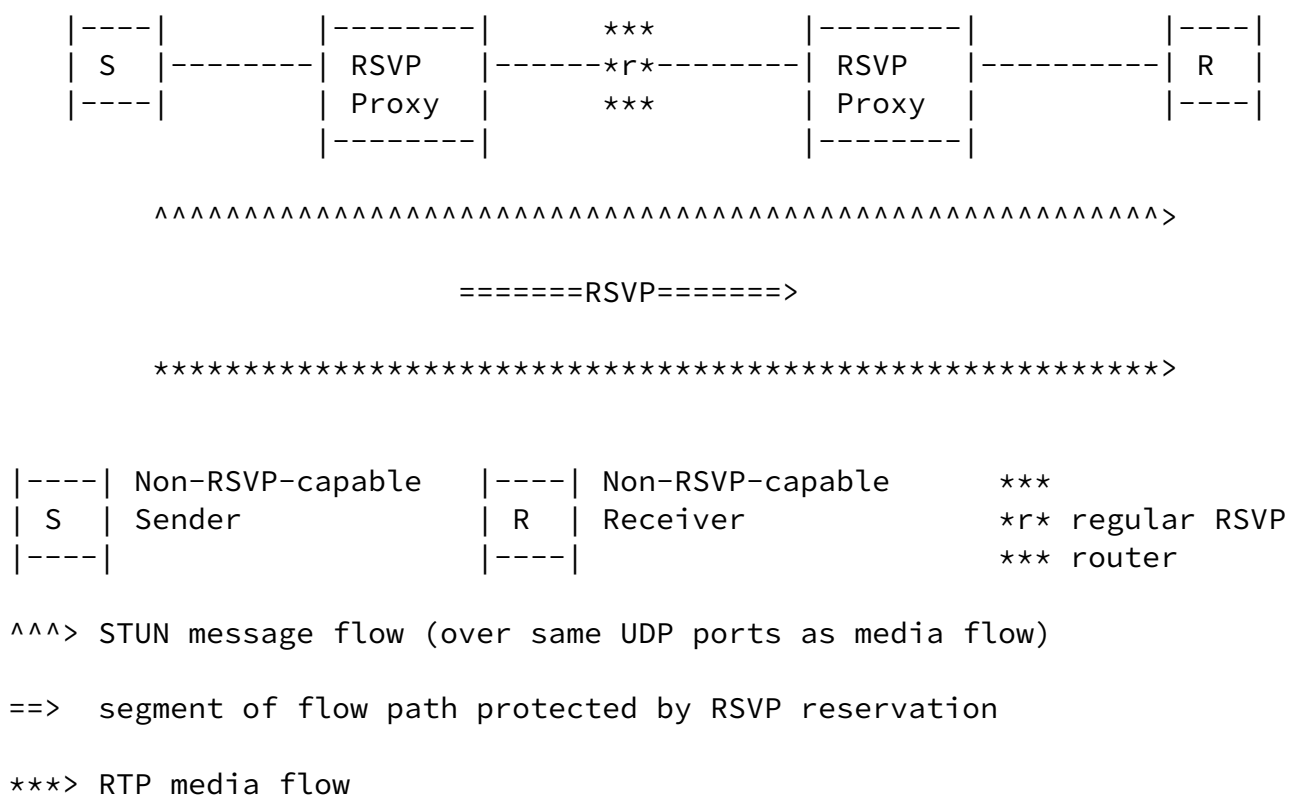 |----|         |--------|      ***         |--------|          |----|
| S  |--------| RSVP   |------*r*--------| RSVP   |----------| R  |
|----|         | Proxy  |      ***         | Proxy  |          |----|
|--------|                  |--------|
^^^^^^^^^^^^^^^^^^^^^^^^^^^^^^^^^^^^^^^^^^^^^^^^^^^^^^^^>
=======RSVP=======>
********************************************************>
|----| Non-RSVP-capable   |----| Non-RSVP-capable      ***
| S  | Sender             | R  | Receiver              *r* regular RSVP
|----|                    |----|                       *** router
^^^> STUN message flow (over same UDP ports as media flow)
==>  segment of flow path protected by RSVP reservation
***> RTP media flow